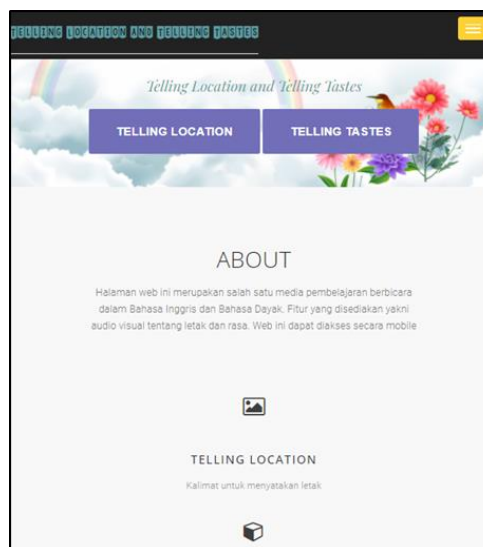 TELLING LOCATION AND TELLING TASTES
Telling Location and Telling Tastes
TELLING LOCATION
TELLING TASTES
ABOUT
Halaman web ini merupakan salah satu media pembelajaran berbicara
dalam Bahasa Inggris dan Bahasa Dayak. Fitur yang disediakan yakni
audio visual tentang letak dan rasa. Web ini dapat diakses secara mobile
TELLING LOCATION
Kalimat untuk menyatakan letak